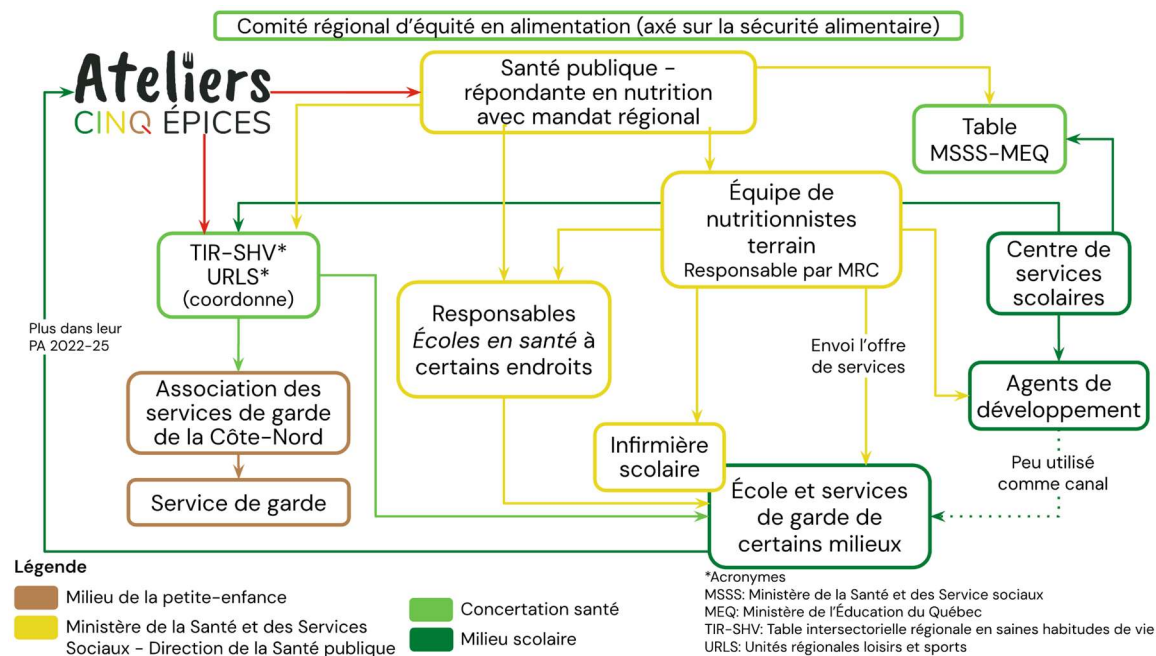 Comité régional d’équité en alimentation (axé sur la sécurité alimentaire)
Ateliers
CINQ ÉPICES
Santé publique -
répondante en nutrition
avec mandat régional
Table
MSSS-MEQ
Équipe de
nutritionnistes
terrain
Responsable par MRC
TIR-SHV*
URLS*
(coordonne)
Centre de
services
scolaires
Responsables
Écoles en santé à
certains endroits
Plus dans leur
PA 2022-25
Envoi l’offre
de services
Association des
services de garde
de la Côte-Nord
Agents de
développement
Infirmière
scolaire
Peu utilisé
comme canal
Service de garde
École et services
de garde de
certains milieux
Légende
Milieu de la petite-enfance
Ministère de la Santé et des Services
Sociaux - Direction de la Santé publique
Concertation santé
Milieu scolaire
*Acronymes
MSSS: Ministère de la Santé et des Service sociaux
MEQ: Ministère de l’Éducation du Québec
TIR-SHV: Table intersectorielle régionale en saines habitudes de vie
URLS: Unités régionales loisirs et sports